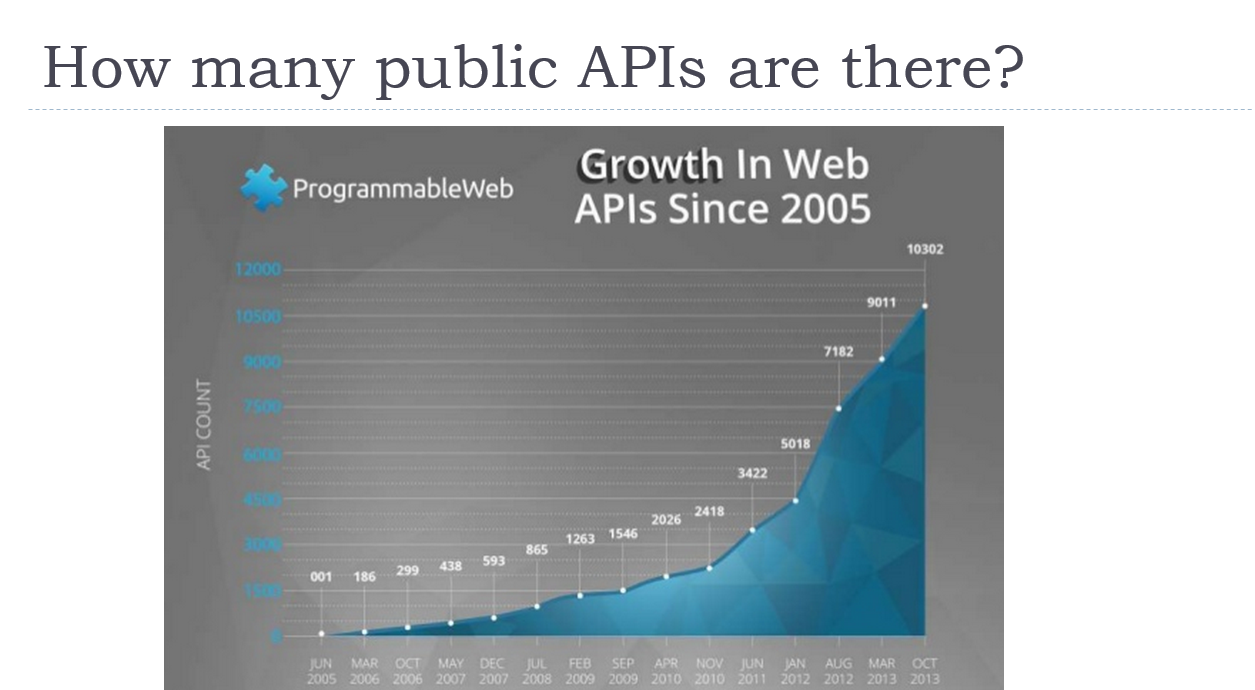 How many public APIs are there?
ProgrammableWeb
Growth In Web
APIs Since 2005
API COUNT
12000
10500
9000
7500
6000
4500
3000
1500
0
001
186
299
438
593
865
1263
1546
2026
2418
3422
5018
7182
9011
10302
JUN 2005
MAR 2006
OCT 2006
MAY 2007
DEC 2007
JUL 2008
FEB 2009
SEP 2009
APR 2010
NOV 2010
JUN 2011
JAN 2012
AUG 2012
MAR 2013
OCT 2013